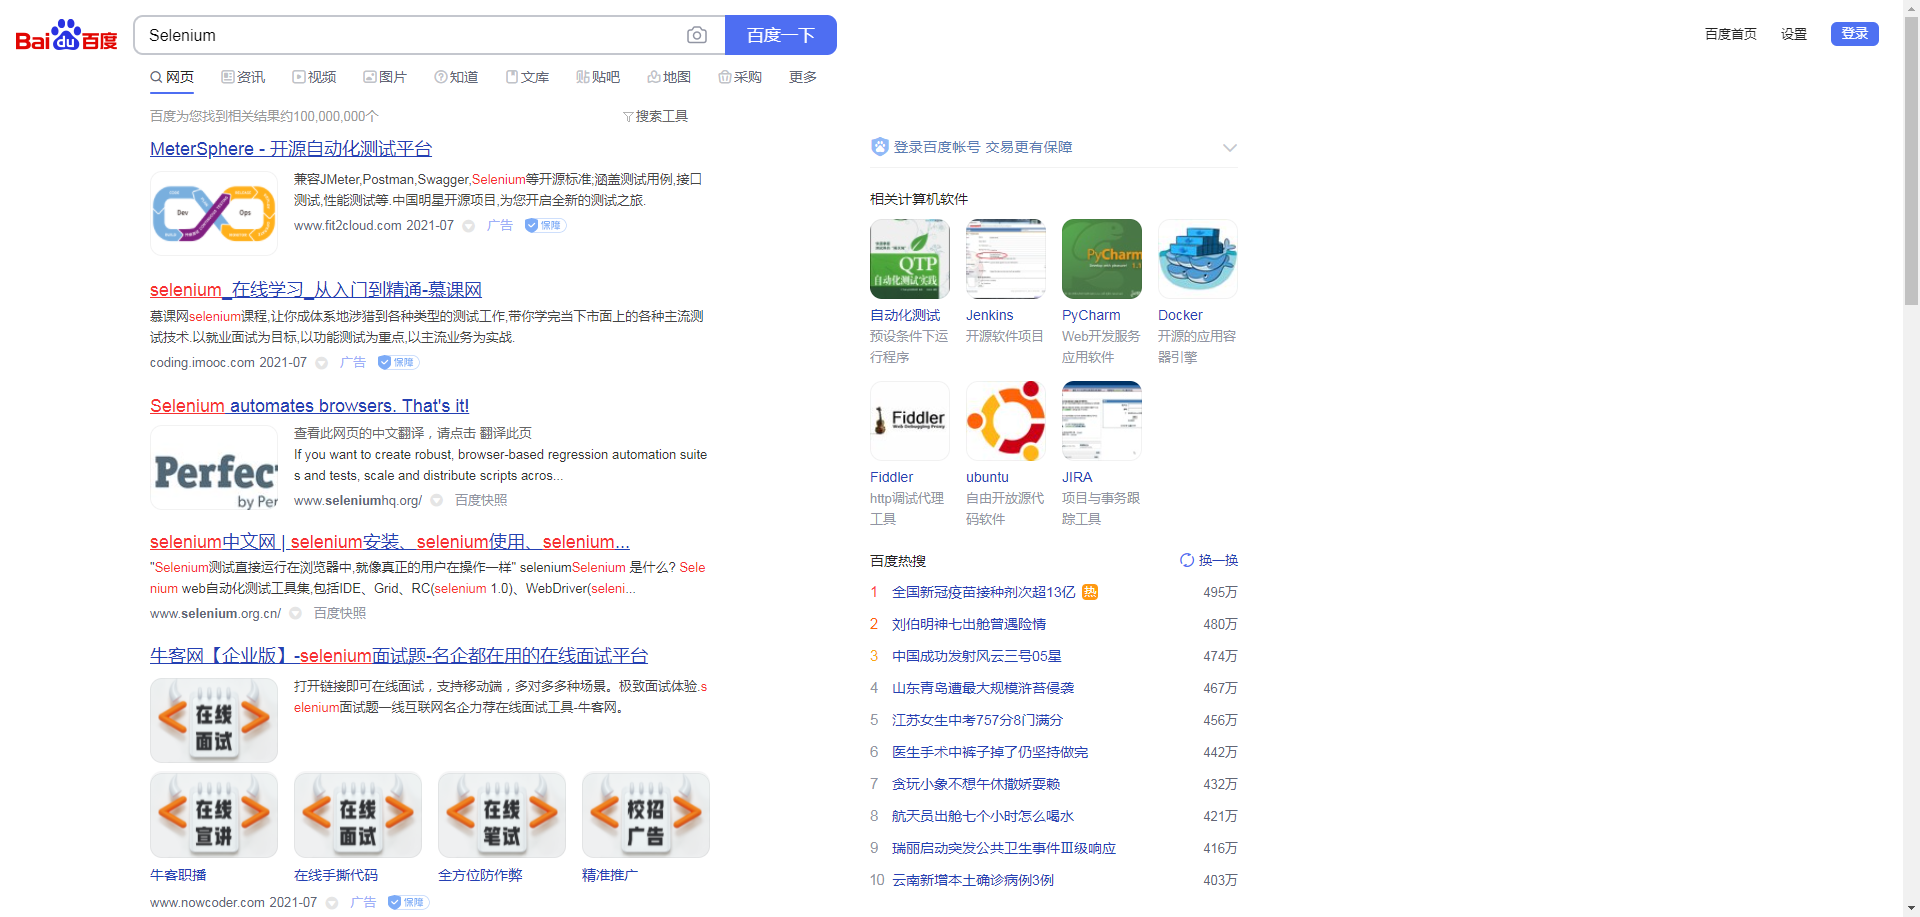 Bai du 百度
Selenium
百度一下
百度首页 设置 登录
网页 资讯 视频 图片 知道 文库 贴吧 地图 采购 更多
百度为您找到相关结果约100,000,000个
搜索工具
MeterSphere - 开源自动化测试平台
Dev Ops
兼容JMeter,Postman,Swagger,Selenium等开源标准;涵盖测试用例,接口
测试,性能测试等.中国明星开源项目,为您开启全新的测试之旅.
www.fit2cloud.com 2021-07 广告 保障
selenium_在线学习_从入门到精通-慕课网
慕课网selenium课程,让你成体系地涉猎到各种类型的测试工作,带你学完当下市面上的各种主流测
试技术.以就业面试为目标,以功能测试为重点,以主流业务为实战.
coding.imooc.com 2021-07 广告 保障
Selenium automates browsers. That's it!
Perfec
by Per
查看此网页的中文翻译，请点击 翻译此页
If you want to create robust, browser-based regression automation suite
s and tests, scale and distribute scripts acros...
www.seleniumhq.org/ 百度快照
selenium中文网 | selenium安装、selenium使用、selenium...
"Selenium测试直接运行在浏览器中,就像真正的用户在操作一样" seleniumSelenium 是什么? Sele
nium web自动化测试工具集,包括IDE、Grid、RC(selenium 1.0)、WebDriver(seleni...
www.selenium.org.cn/ 百度快照
牛客网【企业版】-selenium面试题-名企都在用的在线面试平台
在线
面试
打开链接即可在线面试，支持移动端，多对多多种场景。极致面试体验.s
elenium面试题一线互联网名企力荐在线面试工具-牛客网。
在线
宣讲
在线
面试
在线
笔试
校招
广告
牛客职播 在线手撕代码 全方位防作弊 精准推广
www.nowcoder.com 2021-07 广告 保障
登录百度帐号 交易更有保障
相关计算机软件
QTP
自动化测试实践
PyCharm
自动化测试 Jenkins PyCharm Docker
预设条件下运
行程序
开源软件项目
Web开发服务
应用软件
开源的应用容
器引擎
Fiddler
Web Debugging Proxy
Fiddler ubuntu JIRA
http调试代理
工具
自由开放源代
码软件
项目与事务跟
踪工具
百度热搜 换一换
1 全国新冠疫苗接种剂次超13亿 热 495万
2 刘伯明神七出舱曾遇险情 480万
3 中国成功发射风云三号05星 474万
4 山东青岛遭最大规模浒苔侵袭 467万
5 江苏女生中考757分8门满分 456万
6 医生手术中裤子掉了仍坚持做完 442万
7 贪玩小象不想午休撒娇耍赖 432万
8 航天员出舱七个小时怎么喝水 421万
9 瑞丽启动突发公共卫生事件Ⅲ级响应 416万
10 云南新增本土确诊病例3例 403万